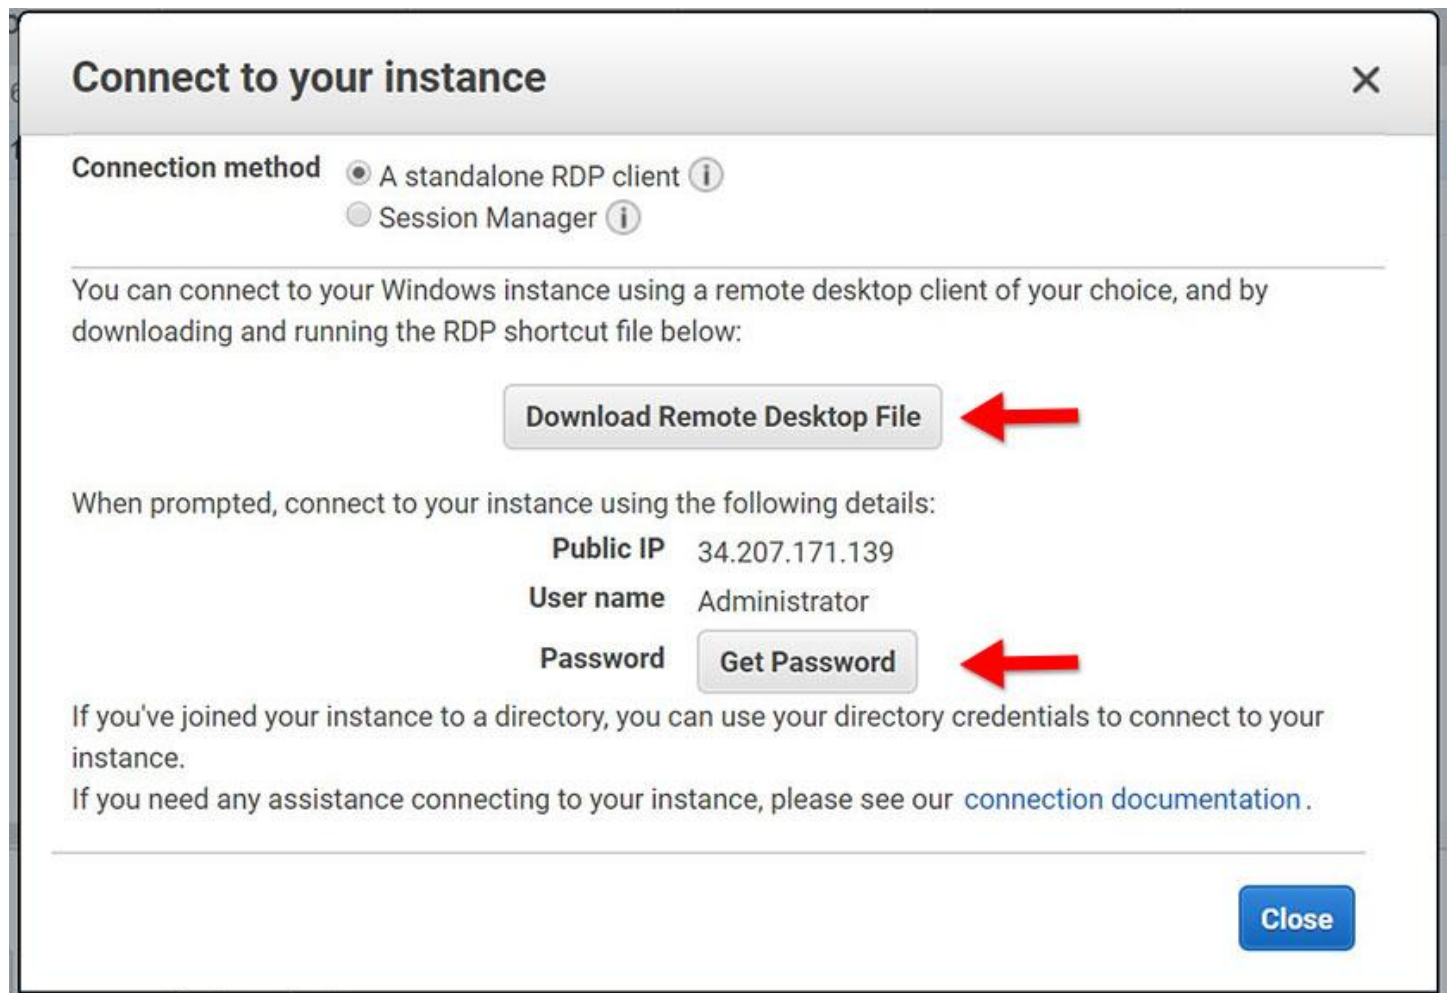 Connect to your instance
Connection method
A standalone RDP client
Session Manager
You can connect to your Windows instance using a remote desktop client of your choice, and by
downloading and running the RDP shortcut file below:
Download Remote Desktop File
When prompted, connect to your instance using the following details:
Public IP 34.207.171.139
User name Administrator
Password Get Password
If you've joined your instance to a directory, you can use your directory credentials to connect to your
instance.
If you need any assistance connecting to your instance, please see our connection documentation.
Close